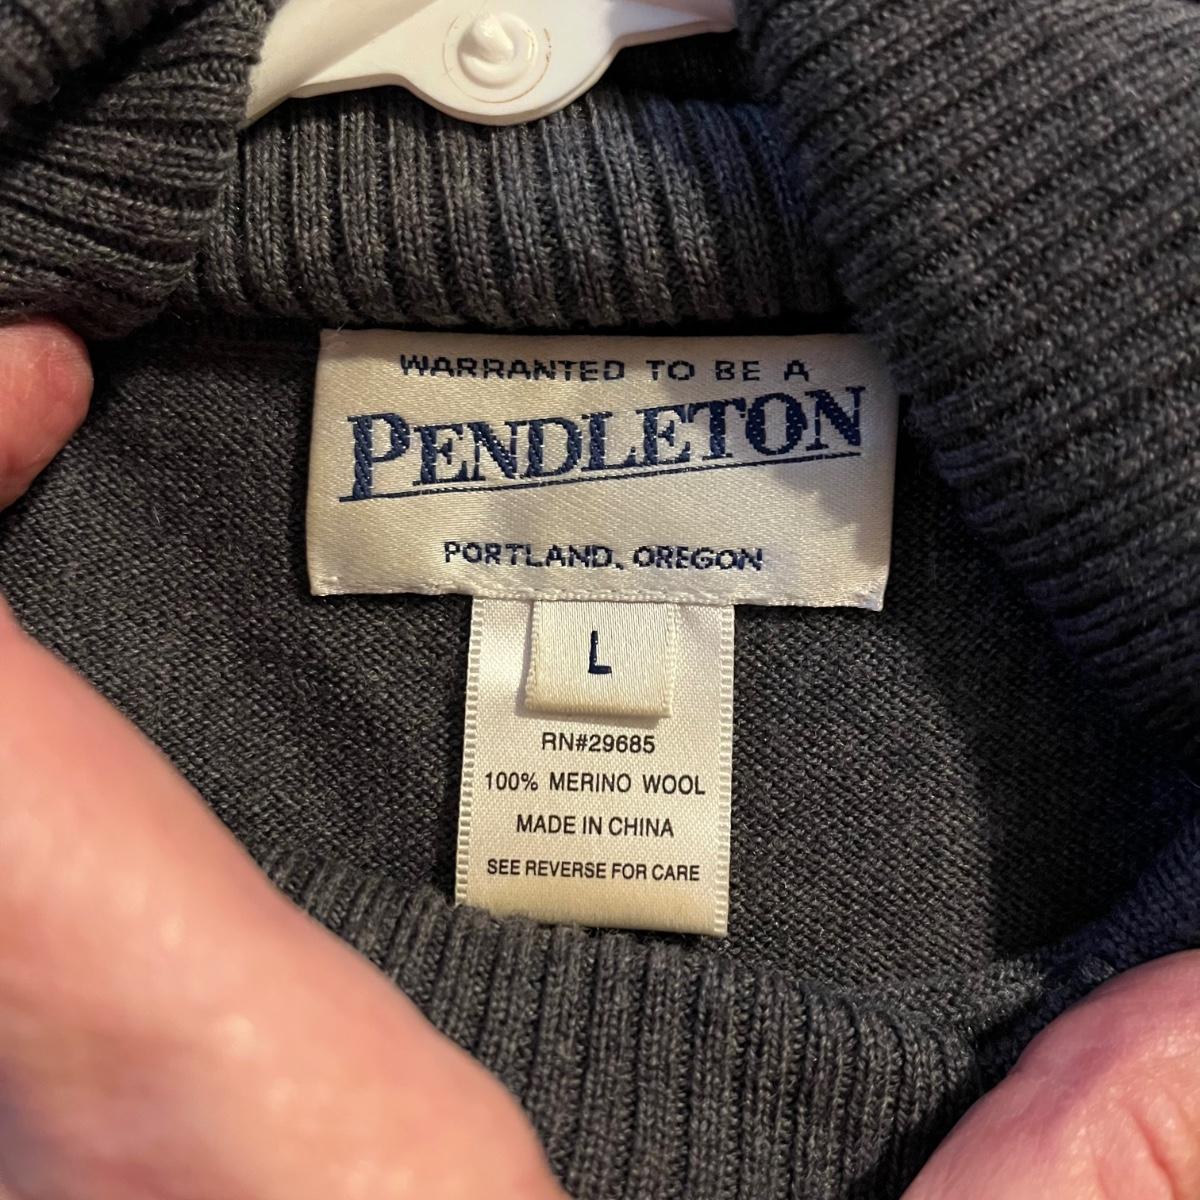 WARRANTED TO BE A
PENDLETON
PORTLAND, OREGON
L
RN#29685
100% MERINO WOOL
MADE IN CHINA
SEE REVERSE FOR CARE